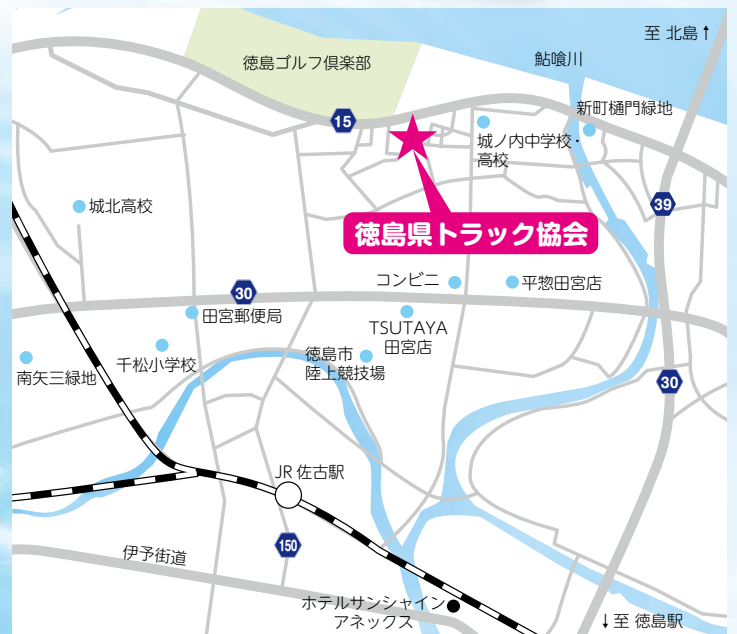 至 北島↑
徳島ゴルフ倶楽部
鮎喰川
15
新町樋門緑地
城ノ内中学校・
高校
39
城北高校
徳島県トラック協会
コンビニ
平惣田宮店
30
田宮郵便局
TSUTAYA
田宮店
千松小学校
徳島市
陸上競技場
南矢三緑地
30
JR 佐古駅
150
伊予街道
ホテルサンシャイン
アネックス
↓至 徳島駅